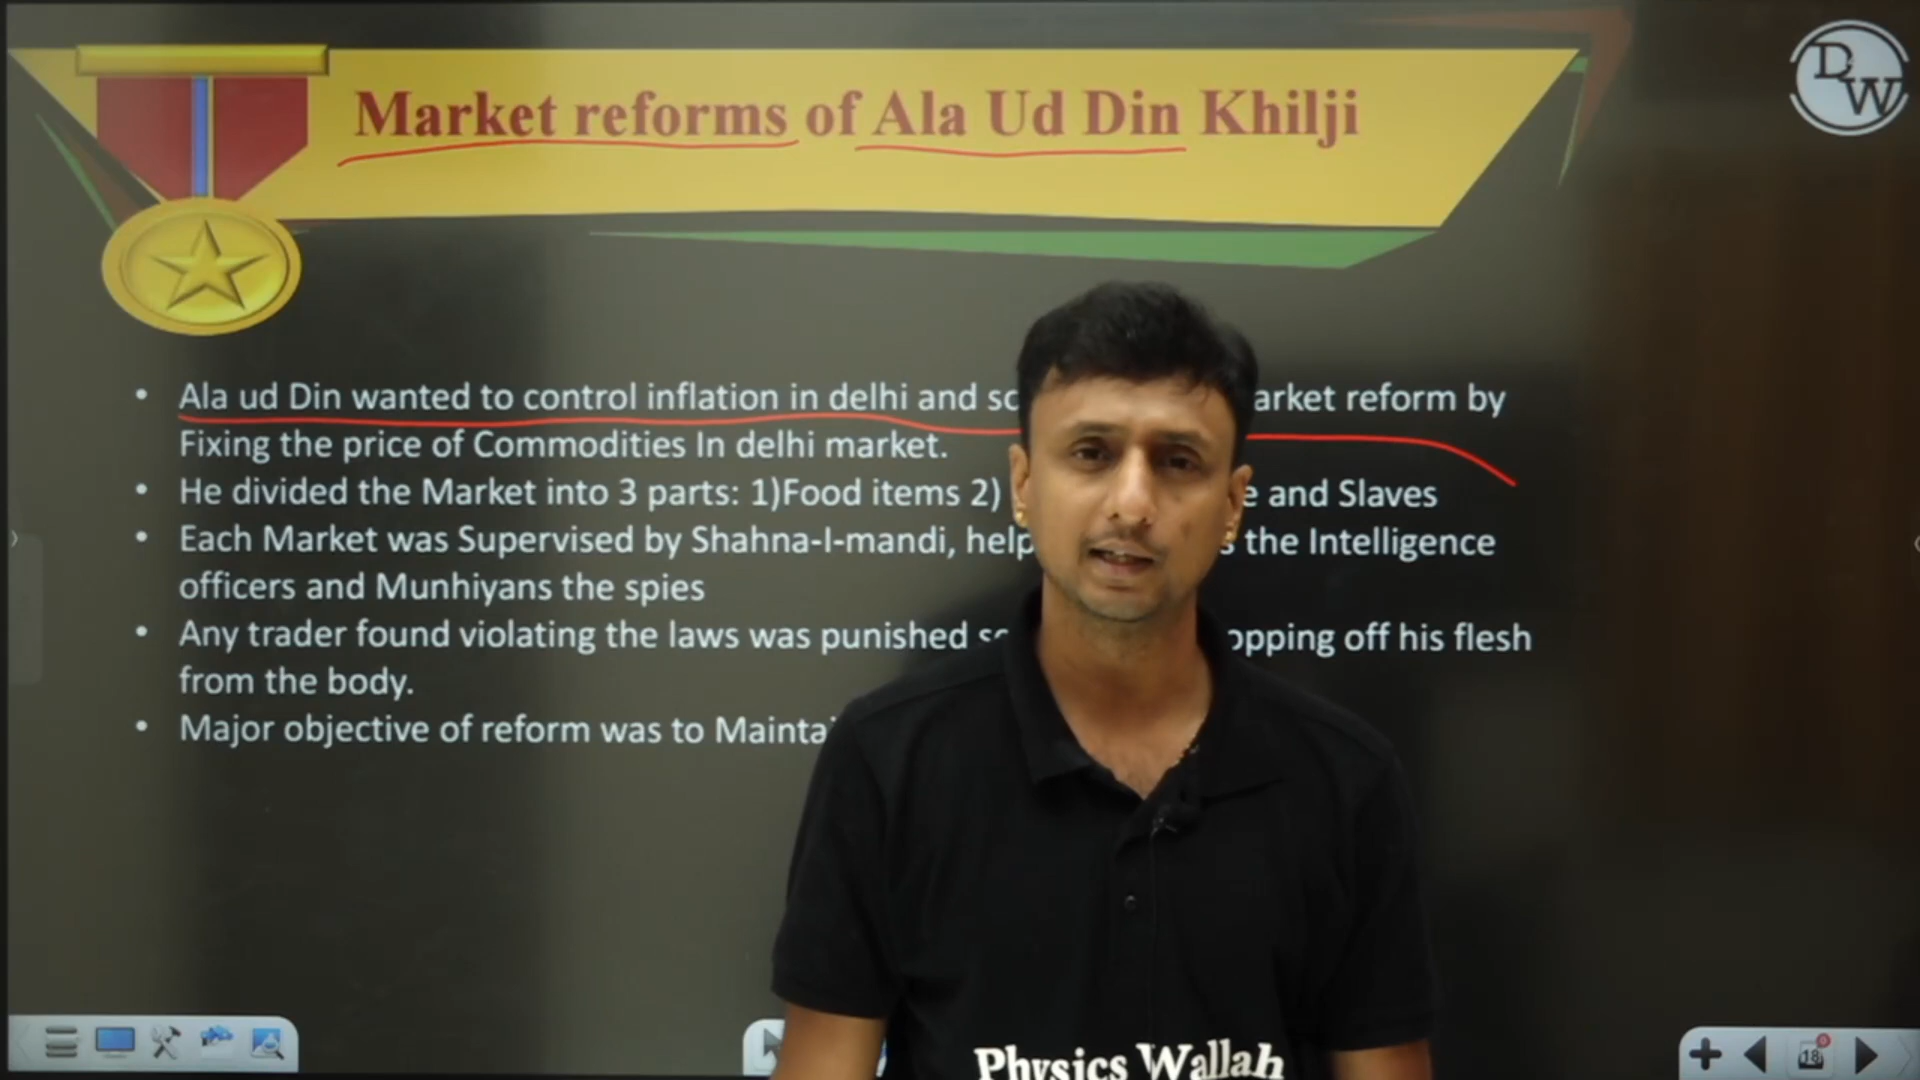 Market reforms of Ala Ud Din Khilji
DW
Ala ud Din wanted to control inflation in delhi and arket reform by
Fixing the price of Commodities In delhi market.
He divided the Market into 3 parts: 1)Food items 2) and Slaves
Each Market was Supervised by Shahna-I-mandi, help the Intelligence
officers and Munhiyans the spies
Any trader found violating the laws was punished opping off his flesh
from the body.
Major objective of reform was to Mainta
Physics Wallah
18